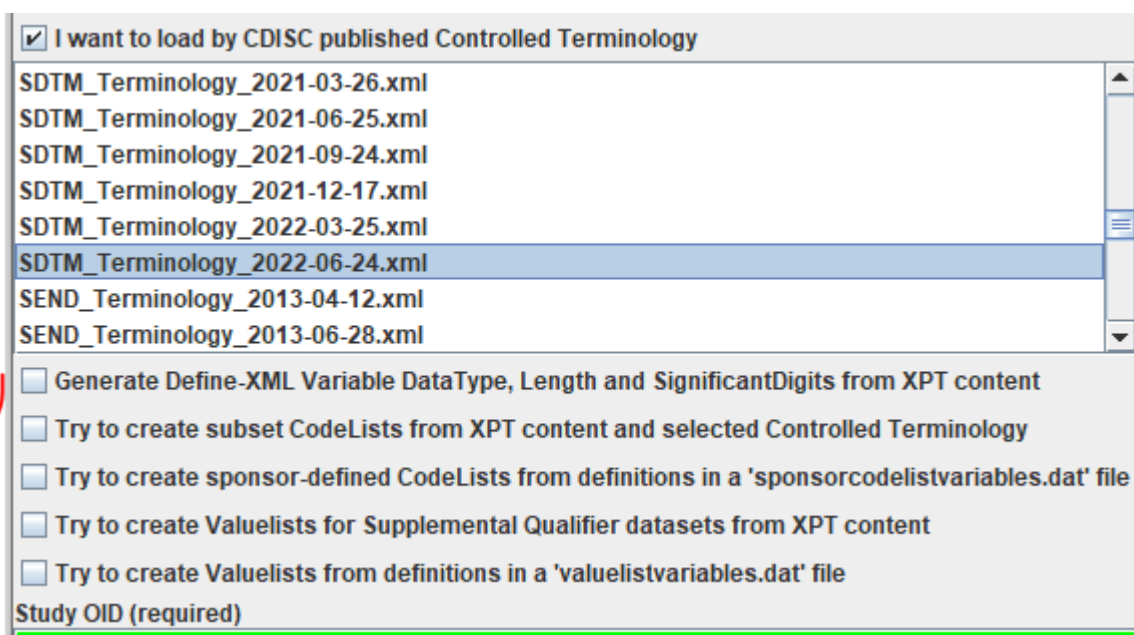 I want to load by CDISC published Controlled Terminology
SDTM_Terminology_2021-03-26.xml
SDTM_Terminology_2021-06-25.xml
SDTM_Terminology_2021-09-24.xml
SDTM_Terminology_2021-12-17.xml
SDTM_Terminology_2022-03-25.xml
SDTM_Terminology_2022-06-24.xml
SEND_Terminology_2013-04-12.xml
SEND_Terminology_2013-06-28.xml
Generate Define-XML Variable DataType, Length and SignificantDigits from XPT content
Try to create subset CodeLists from XPT content and selected Controlled Terminology
Try to create sponsor-defined CodeLists from definitions in a 'sponsorcodelistvariables.dat' file
Try to create Valuelists for Supplemental Qualifier datasets from XPT content
Try to create Valuelists from definitions in a 'valuelistvariables.dat' file
Study OID (required)